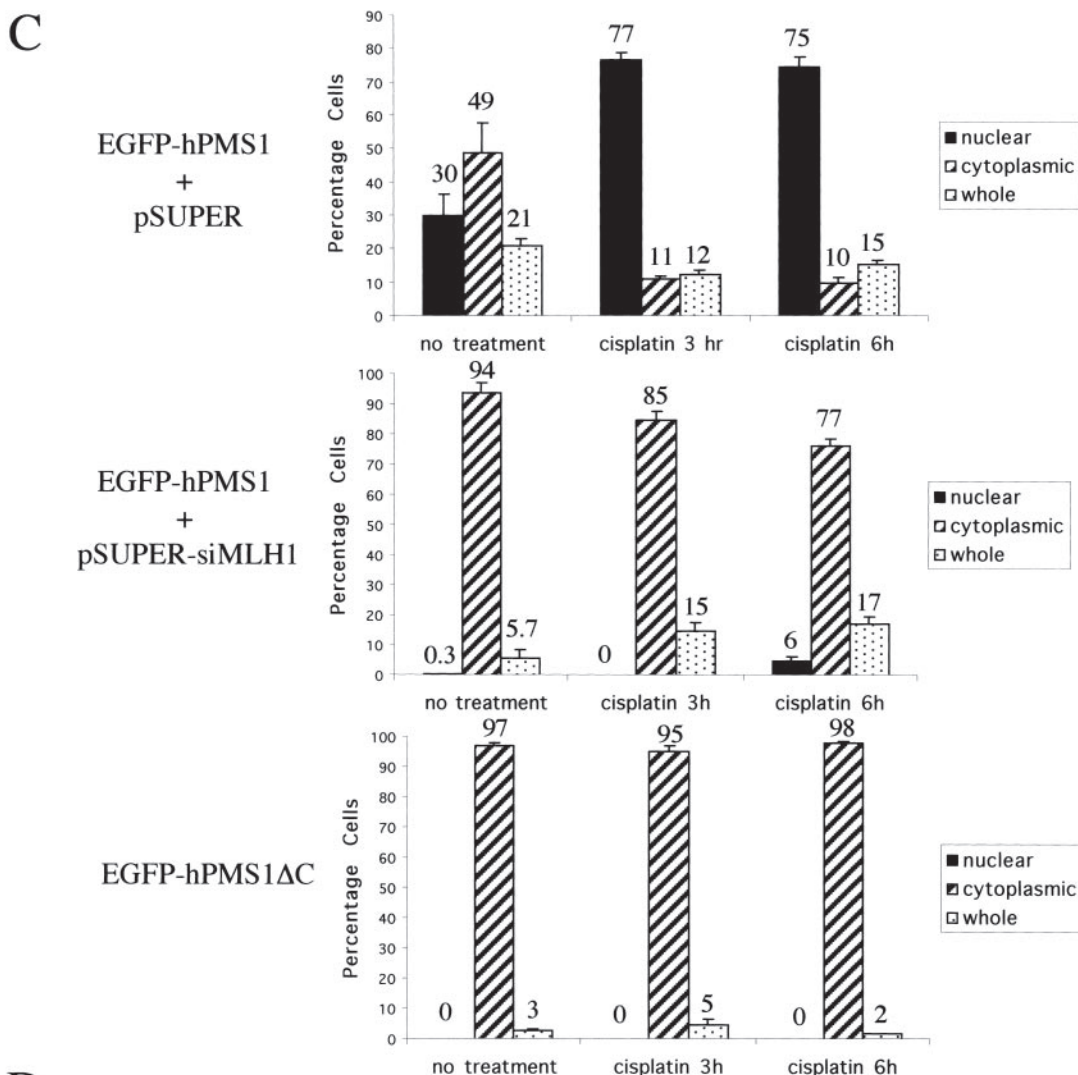 C
EGFP-hPMS1
+
pSUPER
Percentage Cells
90
80
70
60
50
40
30
20
10
0
30
49
21
77
11
12
75
10
15
no treatment
cisplatin 3 hr
cisplatin 6h
nuclear
cytoplasmic
whole
EGFP-hPMS1
+
pSUPER-siMLH1
Percentage Cells
100
90
80
70
60
50
40
30
20
10
0
0.3
94
5.7
0
85
15
6
77
17
no treatment
cisplatin 3h
cisplatin 6h
nuclear
cytoplasmic
whole
EGFP-hPMS1ΔC
Percentage Cells
100
90
80
70
60
50
40
30
20
10
0
0
97
3
0
95
5
0
98
2
no treatment
cisplatin 3h
cisplatin 6h
nuclear
cytoplasmic
whole